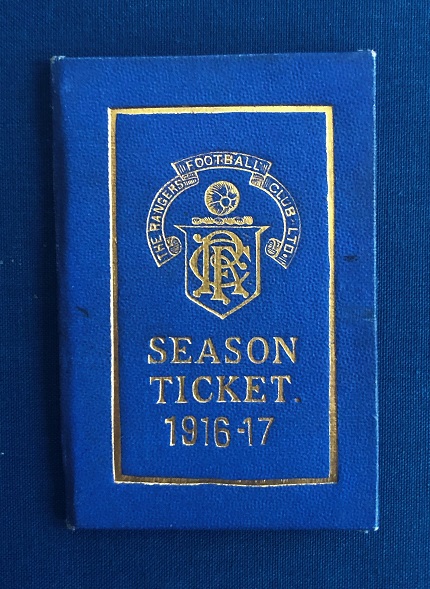 THE RANGERS FOOTBALL CLUB LTD
RFC
SEASON
TICKET.
1916-17